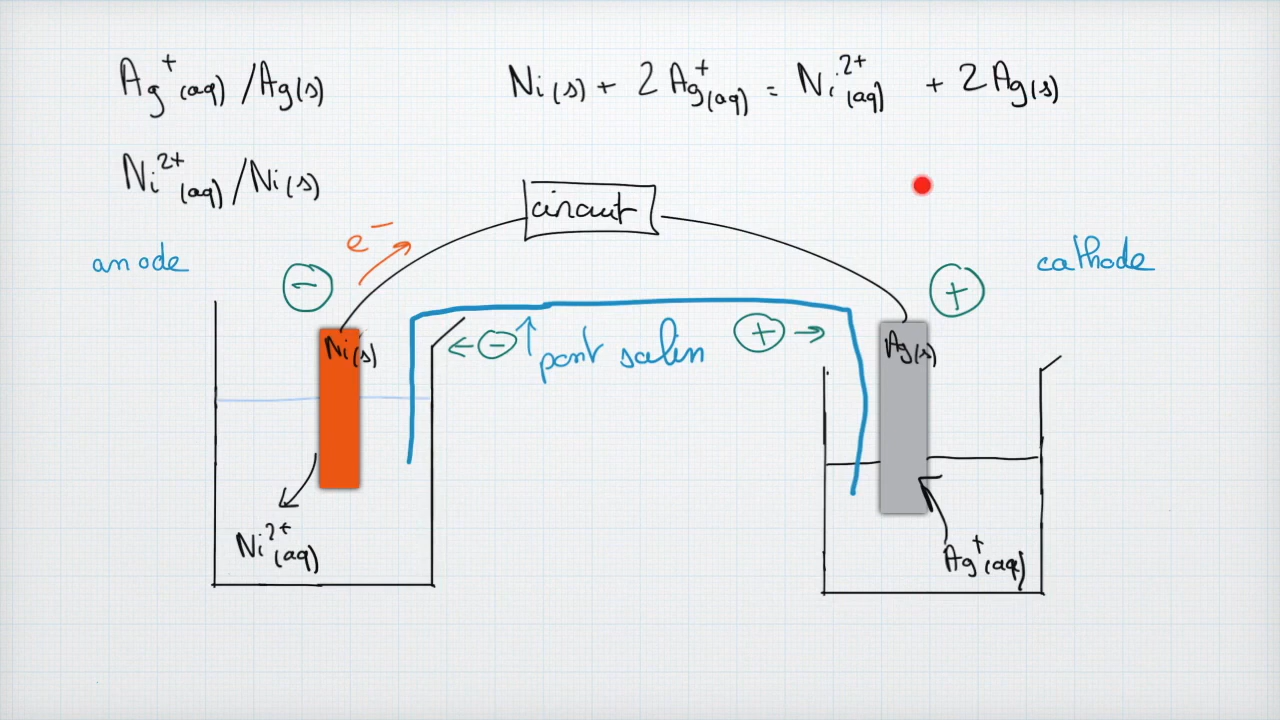 Ag⁺(aq) / Ag(s)
Ni(s) + 2 Ag⁺(aq) = Ni²⁺(aq) + 2 Ag(s)
Ni²⁺(aq) / Ni(s)
circuit
e⁻
anode
cathode
−
+
Ni(s)
← − ↑ pont salin + →
Ag(s)
Ni²⁺(aq)
Ag⁺(aq)